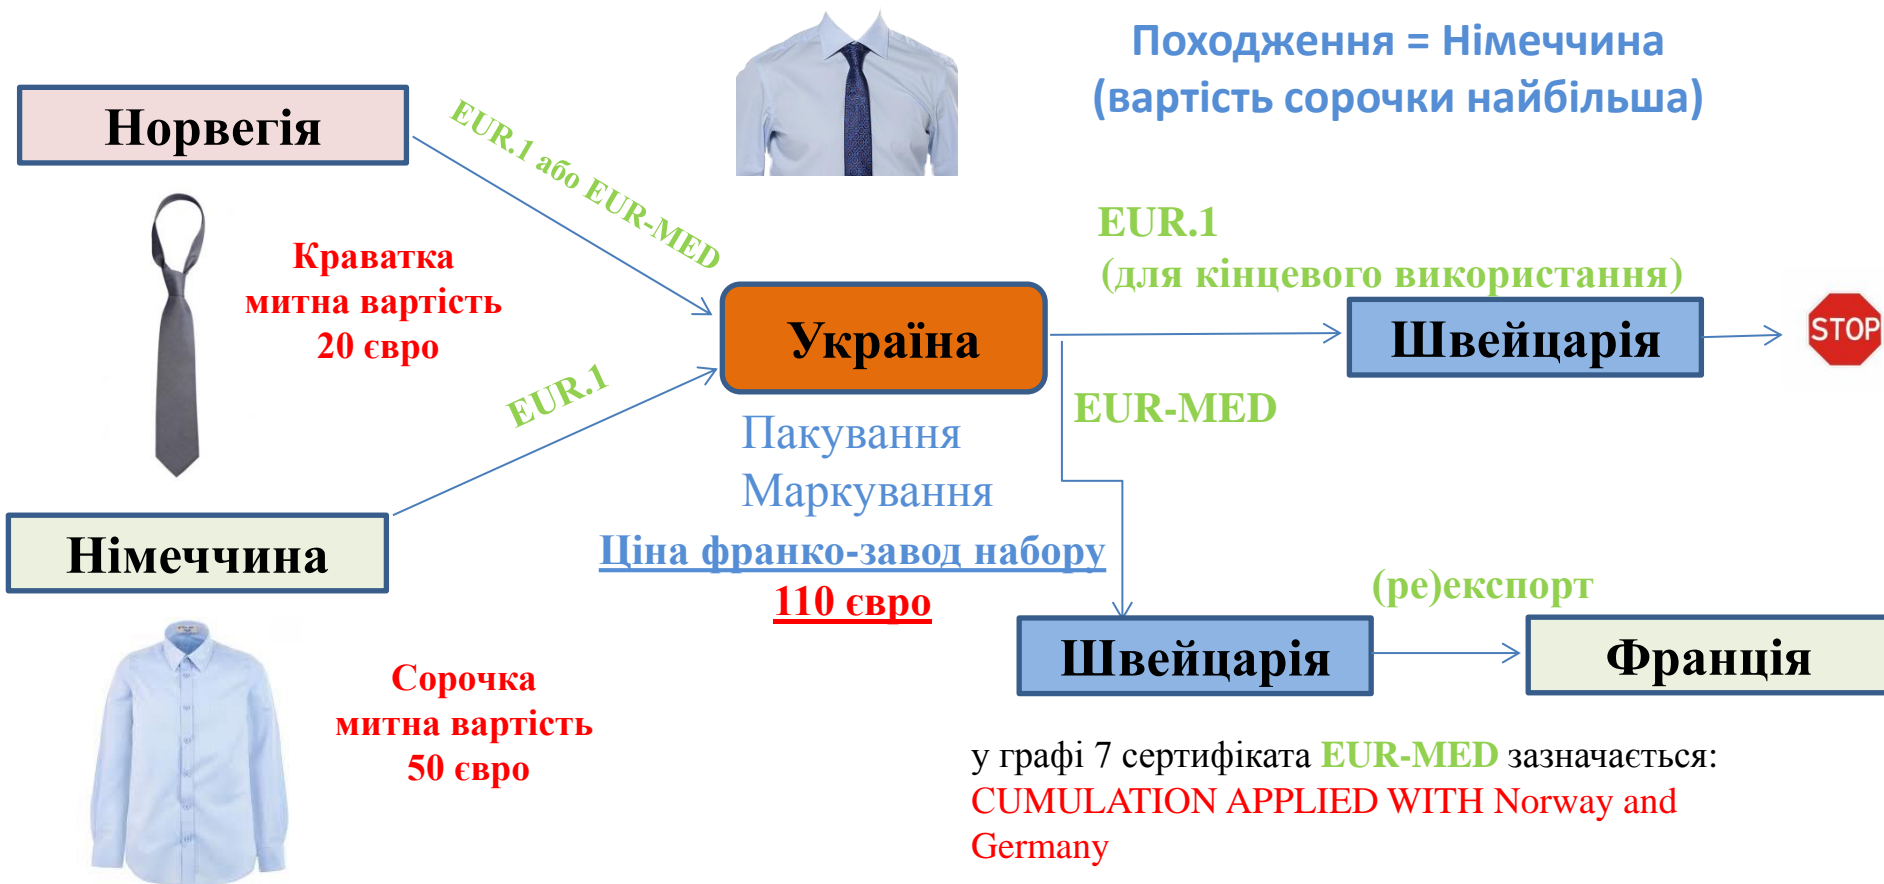 Походження = Німеччина
(вартість сорочки найбільша)
Норвегія
EUR.1 або EUR-MED
Краватка
митна вартість
20 євро
EUR.1
(для кінцевого використання)
Україна
Швейцарія
STOP
EUR.1
EUR-MED
Пакування
Маркування
Ціна франко-завод набору
110 євро
Німеччина
(ре)експорт
Швейцарія
Франція
Сорочка
митна вартість
50 євро
у графі 7 сертифіката EUR-MED зазначається:
CUMULATION APPLIED WITH Norway and
Germany